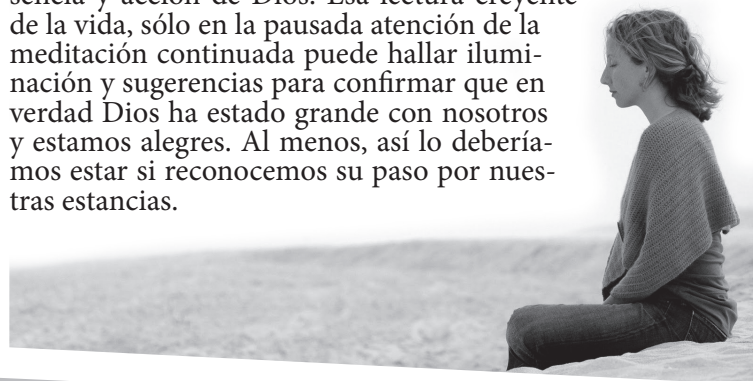 sencia y acción de Dios. Esa lectura creyente
de la vida, sólo en la pausada atención de la
meditación continuada puede hallar ilumi-
nación y sugerencias para confirmar que en
verdad Dios ha estado grande con nosotros
y estamos alegres. Al menos, así lo debería-
mos estar si reconocemos su paso por nues-
tras estancias.